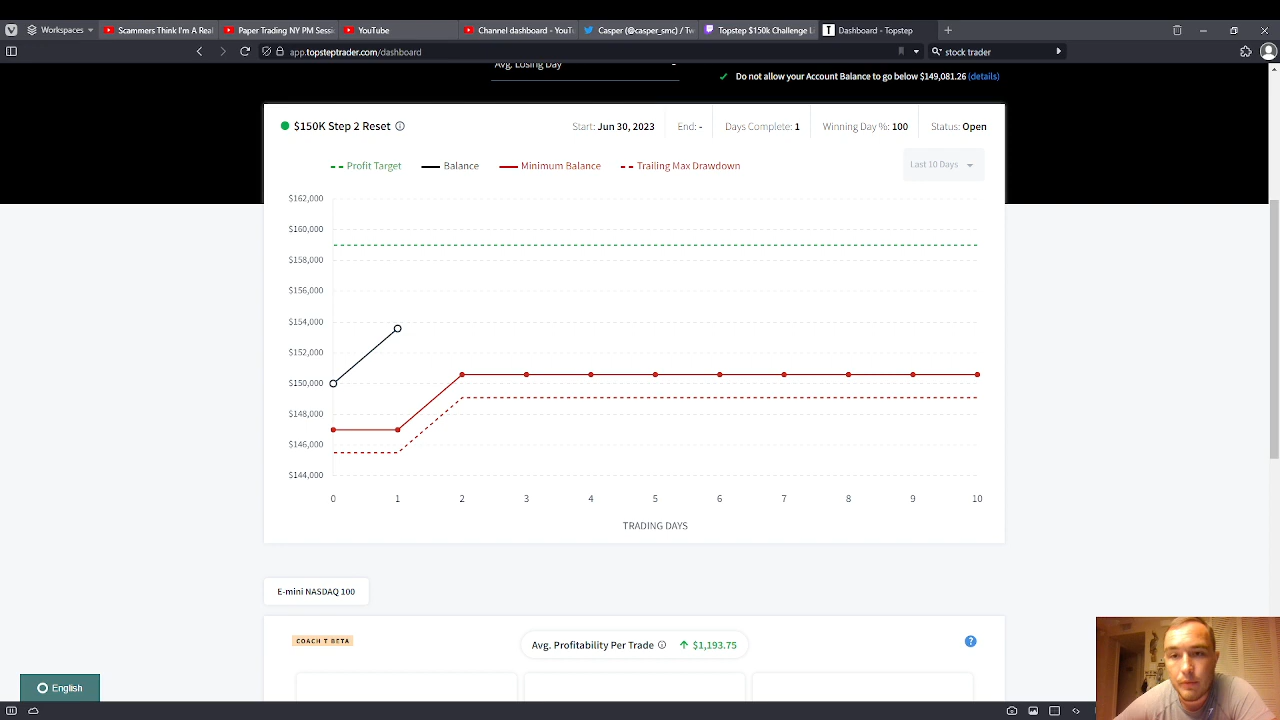 Workspaces
Scammers Think I'm A Real
Paper Trading NY PM Sessi
YouTube
Channel dashboard - YouTu
Casper (@casper_smc) / Tw
Topstep $150k Challenge L
Dashboard - Topstep
app.topsteptrader.com/dashboard
stock trader
Avg. Losing Day -
Do not allow your Account Balance to go below $149,081.26 (details)
$150K Step 2 Reset
Start: Jun 30, 2023 End: - Days Complete: 1 Winning Day %: 100 Status: Open
Profit Target Balance Minimum Balance Trailing Max Drawdown
Last 10 Days
$162,000
$160,000
$158,000
$156,000
$154,000
$152,000
$150,000
$148,000
$146,000
$144,000
0 1 2 3 4 5 6 7 8 9 10
TRADING DAYS
E-mini NASDAQ 100
COACH T BETA
Avg. Profitability Per Trade $1,193.75
English